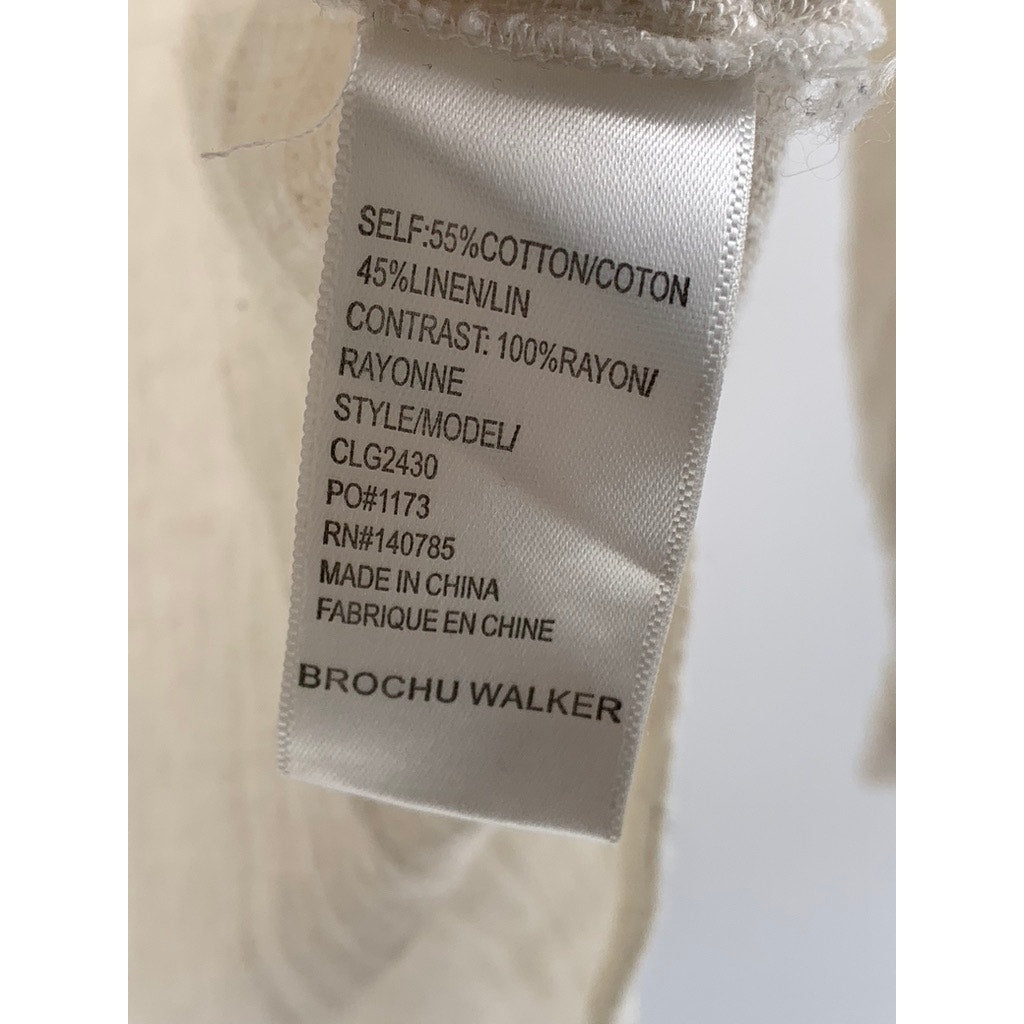 SELF:55%COTTON/COTON
45%LINEN/LIN
CONTRAST: 100%RAYON/
RAYONNE
STYLE/MODEL/
CLG2430
PO#1173
RN#140785
MADE IN CHINA
FABRIQUE EN CHINE
BROCHU WALKER